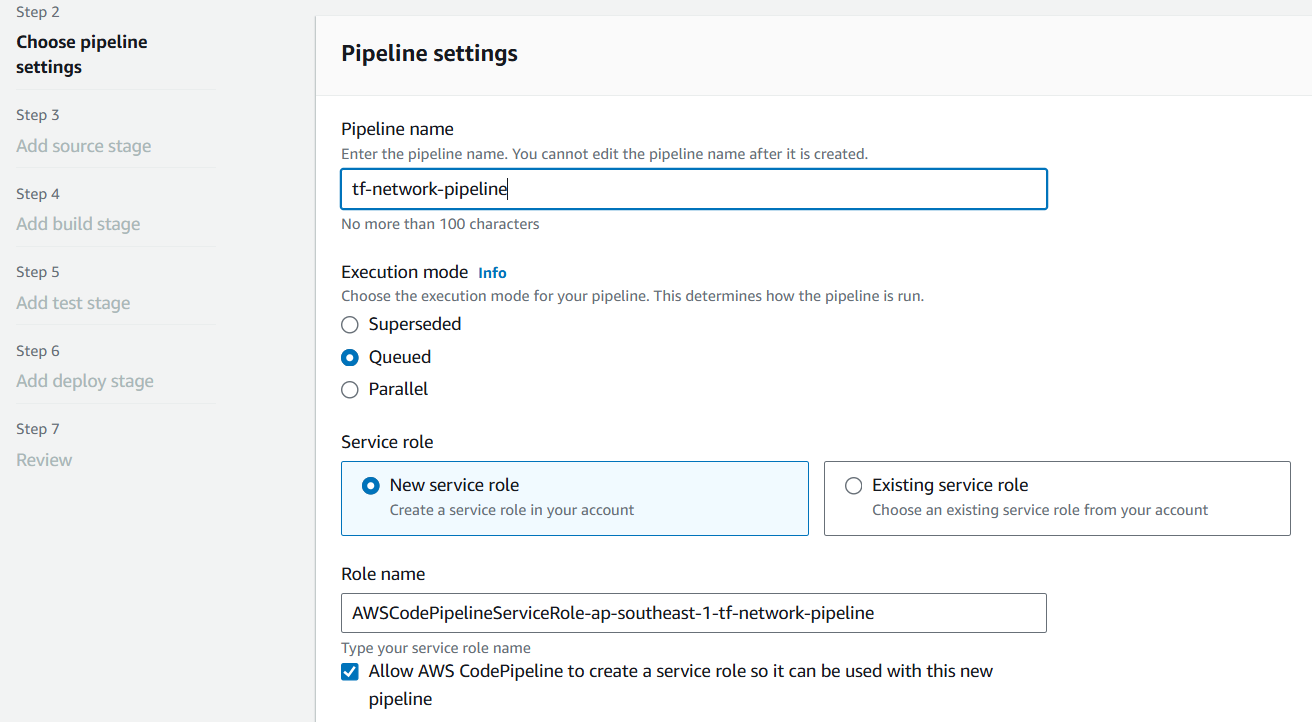 Step 2
Choose pipeline
settings
Step 3
Add source stage
Step 4
Add build stage
Step 5
Add test stage
Step 6
Add deploy stage
Step 7
Review
Pipeline settings
Pipeline name
Enter the pipeline name. You cannot edit the pipeline name after it is created.
tf-network-pipeline
No more than 100 characters
Execution mode Info
Choose the execution mode for your pipeline. This determines how the pipeline is run.
Superseded
Queued
Parallel
Service role
New service role
Create a service role in your account
Existing service role
Choose an existing service role from your account
Role name
AWSCodePipelineServiceRole-ap-southeast-1-tf-network-pipeline
Type your service role name
Allow AWS CodePipeline to create a service role so it can be used with this new
pipeline